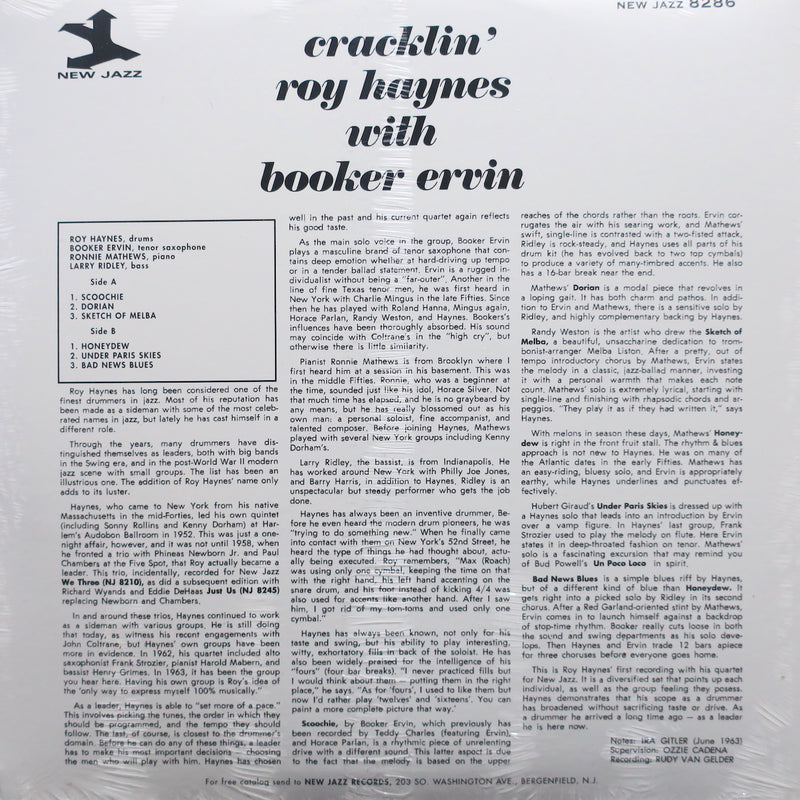 NEW JAZZ 8286
NEW JAZZ
cracklin'
roy haynes
with
booker ervin
ROY HAYNES, drums
BOOKER ERVIN, tenor saxophone
RONNIE MATHEWS, piano
LARRY RIDLEY, bass
Side A
1. SCOOCHIE
2. DORIAN
3. SKETCH OF MELBA
Side B
1. HONEYDEW
2. UNDER PARIS SKIES
3. BAD NEWS BLUES
Roy Haynes has long been considered one of the
finest drummers in jazz. Most of his reputation has
been made as a sideman with some of the most celeb-
rated names in jazz, but lately he has cast himself in a
different role.
Through the years, many drummers have dis-
tinguished themselves as leaders, both with big bands
in the Swing era, and in the post-World War II modern
jazz scene with small groups. The list has been an
illustrious one. The addition of Roy Haynes' name only
adds to its luster.
Haynes, who came to New York from his native
Massachusetts in the mid-Forties, led his own quintet
(including Sonny Rollins and Kenny Dorham) at Har-
lem's Audobon Ballroom in 1952. This was just a one-
night affair, however, and it was not until 1958, when
he fronted a trio with Phineas Newborn Jr. and Paul
Chambers at the Five Spot, that Roy actually became a
leader. This trio, incidentally, recorded for New Jazz
We Three (NJ 8210), as did a subsequent edition with
Richard Wyands and Eddie DeHaas Just Us (NJ 8245)
replacing Newborn and Chambers.
In and around these trios, Haynes continued to work
as a sideman with various groups. He is still doing
that today, as witness his recent engagements with
John Coltrane, but Haynes' own groups have been
more in evidence. In 1962, his quartet included alto
saxophonist Frank Strozier, pianist Harold Mabern, and
bassist Henry Grimes. In 1963, it has been the group
you hear here. Having his own group is Roy's idea of
the 'only way to express myself 100% musically."
As a leader, Haynes is able to "set more of a pace."
This involves picking the tunes, the order in which they
should be programmed, and the tempo they should
follow. The last, of course, is closest to the drummer's
domain. Before he can do any of these things, a leader
has to make his most important decisions — choosing
the men who will play with him. Haynes has chosen
well in the past and his current quartet again reflects
his good taste.
As the main solo voice in the group, Booker Ervin
plays a masculine brand of tenor saxophone that con-
tains deep emotion whether at hard-driving up tempo
or in a tender ballad statement. Ervin is a rugged in-
dividualist without being a "far-outer". Another in the
line of fine Texas tenor men, he was first heard in
New York with Charlie Mingus in the late Fifties. Since
then he has played with Roland Hanna, Mingus again,
Horace Parlan, Randy Weston, and Haynes. Booker's
influences have been thoroughly absorbed. His sound
may coincide with Coltrane's in the "high cry", but
otherwise there is little similarity.
Pianist Ronnie Mathews is from Brooklyn where I
first heard him at a session in his basement. This was
in the middle Fifties. Ronnie, who was a beginner at
the time, sounded just like his idol, Horace Silver. Not
that much time has elapsed, and he is no graybeard by
any means, but he has really blossomed out as his
own man: a personal soloist, fine accompanist, and
talented composer. Before joining Haynes, Mathews
played with several New York groups including Kenny
Dorham's.
Larry Ridley, the bassist, is from Indianapolis. He
has worked around New York with Philly Joe Jones,
and Barry Harris, in addition to Haynes. Ridley is an
unspectacular but steady performer who gets the job
done.
Haynes has always been an inventive drummer, Be-
fore he even heard the modern drum pioneers, he was
"trying to do something new." When he finally came
into contact with them on New York's 52nd Street, he
heard the type of things he had thought about, actu-
ally being executed. Roy remembers, "Max (Roach)
was using only one cymbal, keeping the time on that
with the right hand, his left hand accenting on the
snare drum, and his foot instead of kicking 4/4 was
also used for accents like another hand. After I saw
him, I got rid of my tom-toms and used only one
cymbal."
Haynes has always been known, not only for his
taste and swing, but his ability to play interesting,
witty, exhortatory fills in back of the soloist. He has
also been widely praised for the intelligence of his
"fours" (four bar breaks). "I never practiced fills but
I would think about them — putting them in the right
place," he says. "As for 'fours', I used to like them but
now I'd rather play 'twelves' and 'sixteens'. You can
paint a more complete picture that way.'
Scoochie, by Booker Ervin, which previously has
been recorded by Teddy Charles (featuring Ervin),
and Horace Parlan, is a rhythmic piece of unrelenting
drive with a different sound. This latter aspect is due
to the fact that the melody is based on the upper
reaches of the chords rather than the roots. Ervin cor-
rugates the air with his searing work, and Mathews'
swift, single-line is contrasted with a two-fisted attack,
Ridley is rock-steady, and Haynes uses all parts of his
drum kit (he has evolved back to two top cymbals)
to produce a variety of many-timbred accents. He also
has a 16-bar break near the end.
Mathews' Dorian is a modal piece that revolves in
a loping gait. It has both charm and pathos. In addi-
tion to Ervin and Mathews, there is a sensitive solo by
Ridley, and highly complementary backing by Haynes.
Randy Weston is the artist who drew the Sketch of
Melba, a beautiful, unsaccharine dedication to trom-
bonist-arranger Melba Liston. After a pretty, out of
tempo introductory chorus by Mathews, Ervin states
the melody in a classic, jazz-ballad manner, investing
it with a personal warmth that makes each note
count. Mathews' solo is extremely lyrical, starting with
single-line and finishing with rhapsodic chords and ar-
peggios. "They play it as if they had written it," says
Haynes.
With melons in season these days, Mathews' Honey-
dew is right in the front fruit stall. The rhythm & blues
approach is not new to Haynes. He was on many of
the Atlantic dates in the early Fifties. Mathews has
an easy-riding, bluesy solo, and Ervin is appropriately
earthy, while Haynes underlines and punctuates ef-
fectively.
Hubert Giraud's Under Paris Skies is dressed up with
a Haynes solo that leads into an introduction by Ervin
over a vamp figure. In Haynes' last group, Frank
Strozier used to play the melody on flute. Here Ervin
states it in deep-throated fashion on tenor. Mathews'
solo is a fascinating excursion that may remind you
of Bud Powell's Un Poco Loco in spirit.
Bad News Blues is a simple blues riff by Haynes,
but of a different kind of blue than Honeydew. It
gets right into a picked solo by Ridley in its second
chorus. After a Red Garland-oriented stint by Mathews,
Ervin comes in to launch himself against a backdrop
of stop-time rhythm. Booker really cuts loose in both
the sound and swing departments as his solo deve-
lops. Then Haynes and Ervin trade 12 bars apiece
for three choruses before everyone goes home.
This is Roy Haynes' first recording with his quartet
for New Jazz. It is a diversified set that points up each
individual, as well as the group feeling they possess.
Haynes demonstrates that his scope as a drummer
has broadened without sacrificing taste or drive. As
a drummer he arrived a long time ago — as a leader
he is here now.
Notes: IRA GITLER (June 1963)
Supervision: OZZIE CADENA
Recording: RUDY VAN GELDER
For free catalog send to NEW JAZZ RECORDS, 203 SO. WASHINGTON AVE., BERGENFIELD, N.J.